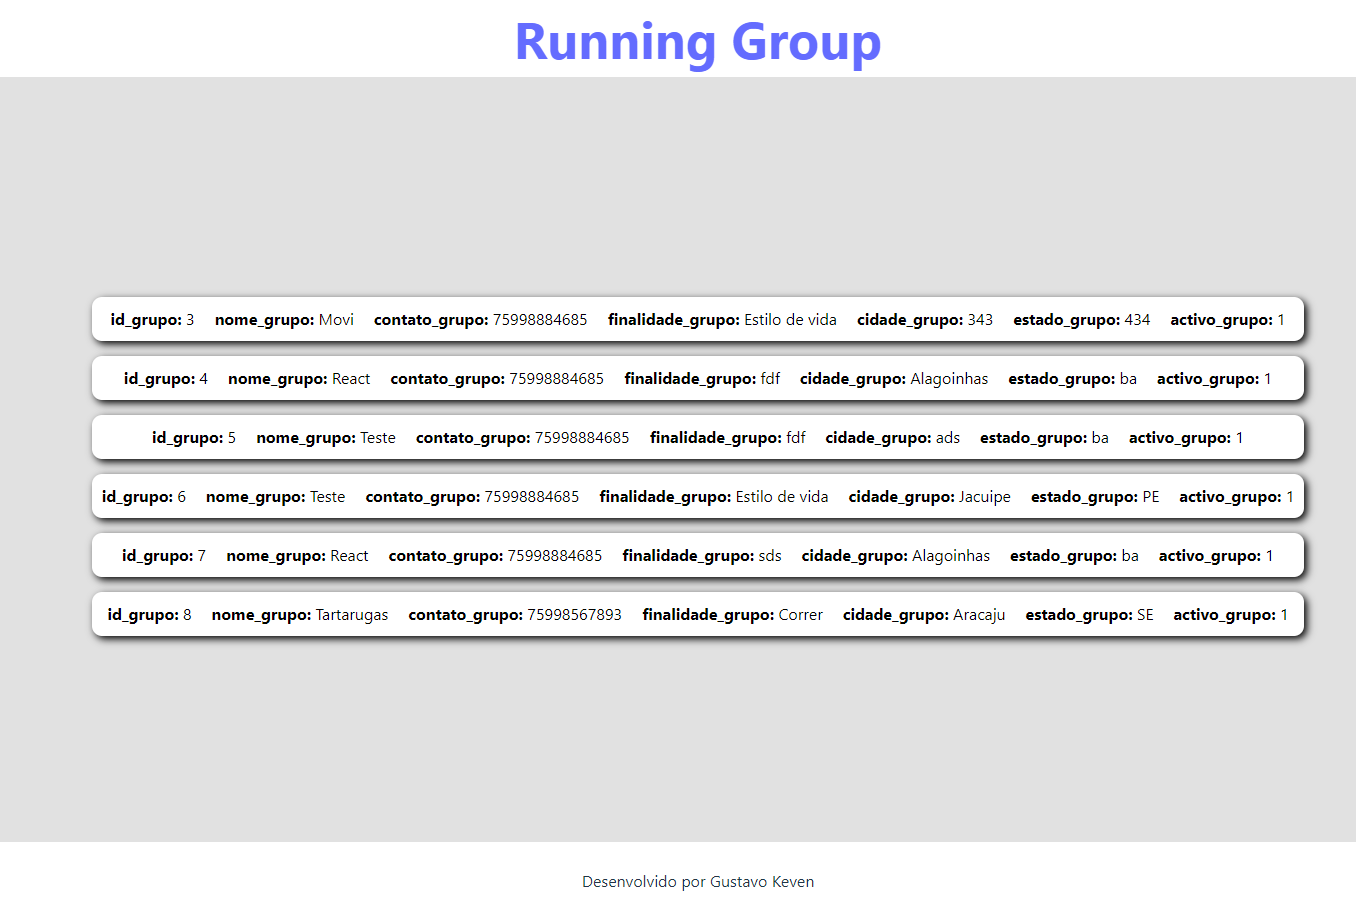 Running Group
id_grupo: 3 nome_grupo: Movi contato_grupo: 75998884685 finalidade_grupo: Estilo de vida cidade_grupo: 343 estado_grupo: 434 activo_grupo: 1
id_grupo: 4 nome_grupo: React contato_grupo: 75998884685 finalidade_grupo: fdf cidade_grupo: Alagoinhas estado_grupo: ba activo_grupo: 1
id_grupo: 5 nome_grupo: Teste contato_grupo: 75998884685 finalidade_grupo: fdf cidade_grupo: ads estado_grupo: ba activo_grupo: 1
id_grupo: 6 nome_grupo: Teste contato_grupo: 75998884685 finalidade_grupo: Estilo de vida cidade_grupo: Jacuipe estado_grupo: PE activo_grupo: 1
id_grupo: 7 nome_grupo: React contato_grupo: 75998884685 finalidade_grupo: sds cidade_grupo: Alagoinhas estado_grupo: ba activo_grupo: 1
id_grupo: 8 nome_grupo: Tartarugas contato_grupo: 75998567893 finalidade_grupo: Correr cidade_grupo: Aracaju estado_grupo: SE activo_grupo: 1
Desenvolvido por Gustavo Keven